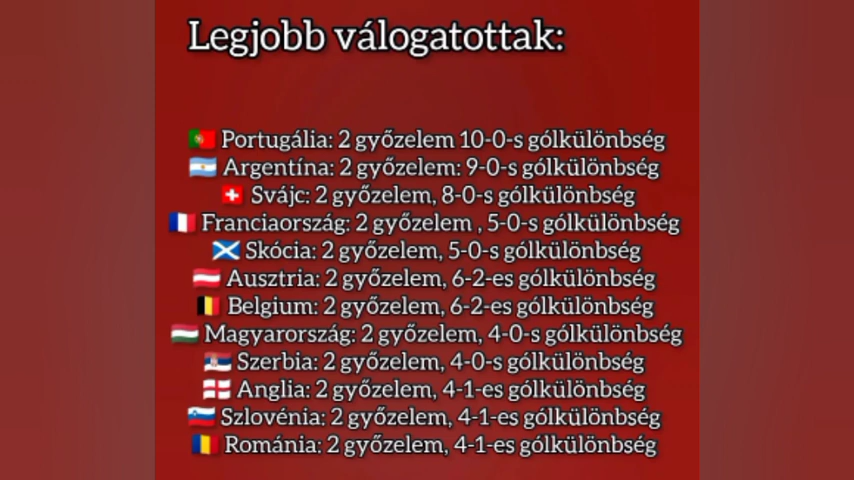 Legjobb válogatottak:
Portugália: 2 győzelem 10-0-s gólkülönbség
Argentína: 2 győzelem: 9-0-s gólkülönbség
Svájc: 2 győzelem, 8-0-s gólkülönbség
Franciaország: 2 győzelem , 5-0-s gólkülönbség
Skócia: 2 győzelem, 5-0-s gólkülönbség
Ausztria: 2 győzelem, 6-2-es gólkülönbség
Belgium: 2 győzelem, 6-2-es gólkülönbség
Magyarország: 2 győzelem, 4-0-s gólkülönbség
Szerbia: 2 győzelem, 4-0-s gólkülönbség
Anglia: 2 győzelem, 4-1-es gólkülönbség
Szlovénia: 2 győzelem, 4-1-es gólkülönbség
Románia: 2 győzelem, 4-1-es gólkülönbség